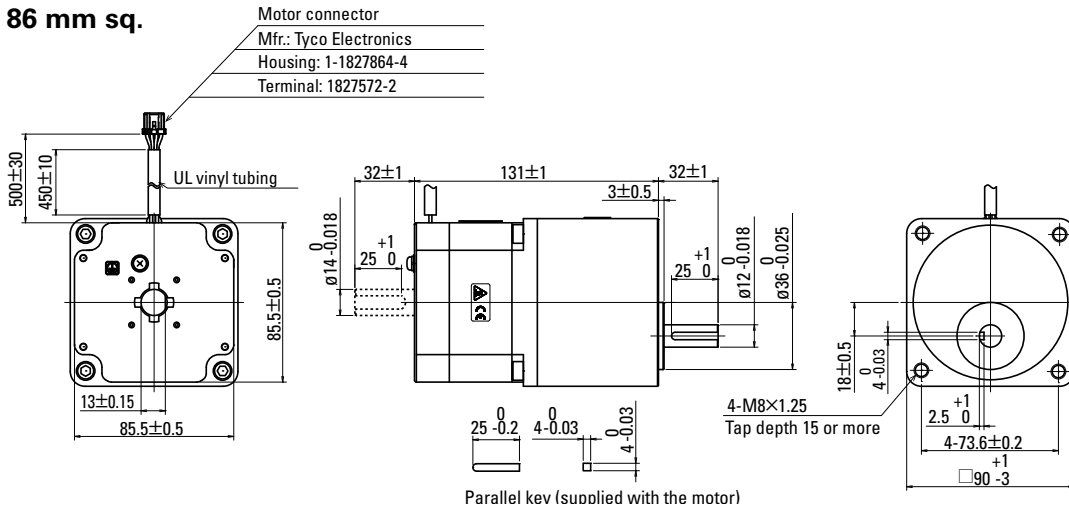 86 mm sq.
Motor connector
Mfr.: Tyco Electronics
Housing: 1-1827864-4
Terminal: 1827572-2
500±30
450±10
UL vinyl tubing
85.5±0.5
13±0.15
85.5±0.5
32±1
131±1
32±1
3±0.5
ø14 0 -0.018
25 +1 0
25 +1 0
ø12 0 -0.018
ø36 0 -0.025
25 0 -0.2
4 0 -0.03
4 0 -0.03
Parallel key (supplied with the motor)
18±0.5
4 0 -0.03
4-M8×1.25
Tap depth 15 or more
2.5 +1 0
4-73.6±0.2
□90 +1 -3
CE